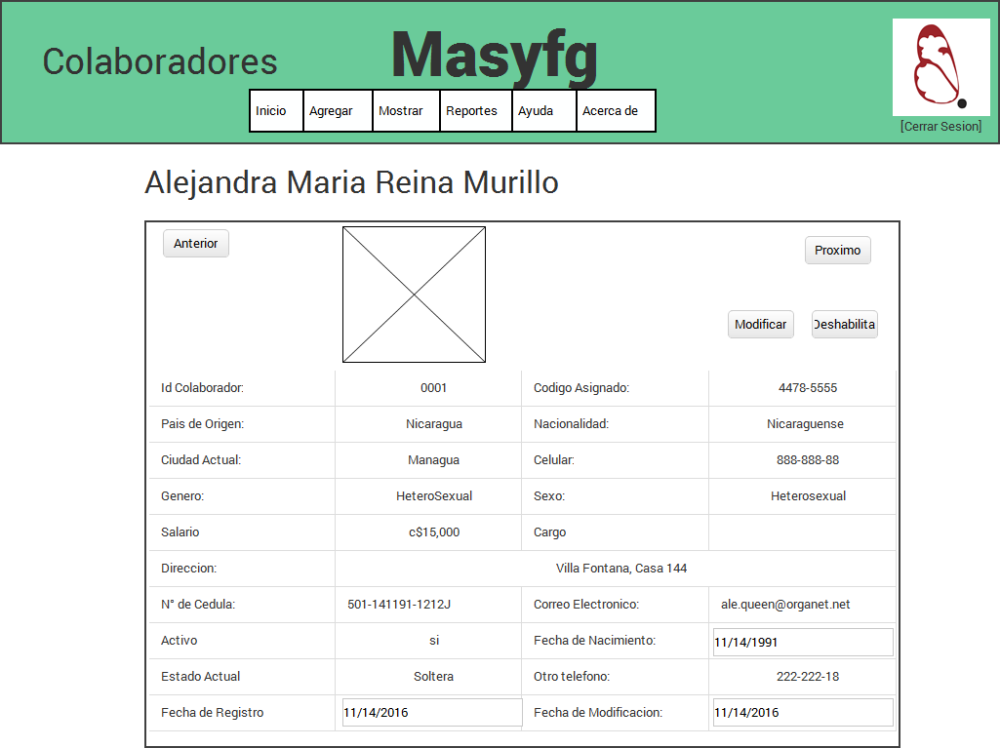 Colaboradores
Masyfg
Inicio Agregar Mostrar Reportes Ayuda Acerca de
[Cerrar Sesion]
Alejandra Maria Reina Murillo
Anterior
Proximo
Modificar Deshabilita
Id Colaborador: 0001 Codigo Asignado: 4478-5555
Pais de Origen: Nicaragua Nacionalidad: Nicaraguense
Ciudad Actual: Managua Celular: 888-888-88
Genero: HeteroSexual Sexo: Heterosexual
Salario c$15,000 Cargo
Direccion: Villa Fontana, Casa 144
N° de Cedula: 501-141191-1212J Correo Electronico: ale.queen@organet.net
Activo si Fecha de Nacimiento: 11/14/1991
Estado Actual Soltera Otro telefono: 222-222-18
Fecha de Registro 11/14/2016 Fecha de Modificacion: 11/14/2016